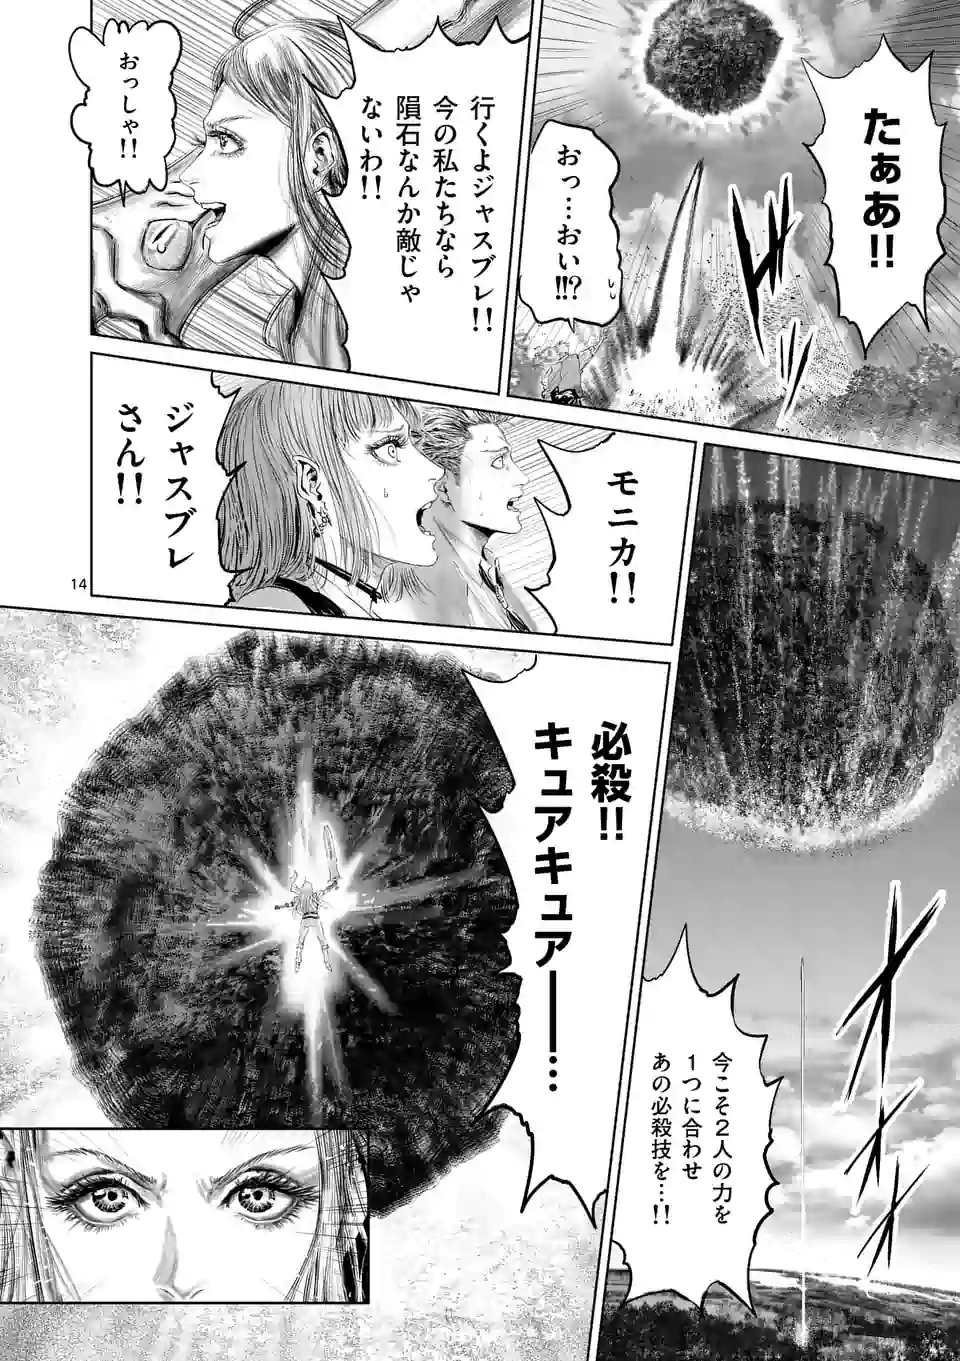 たぁあ!!
おっ…おい!!?
行くよジャスブレ!!
今の私たちなら
隕石なんか敵じゃ
ないわ!!
おっしゃ!!
モニカ!!
ジャスブレ
さん!!
今こそ2人の力を
1つに合わせ
あの必殺技を…!!
必殺!!
キュアキュアー…
14